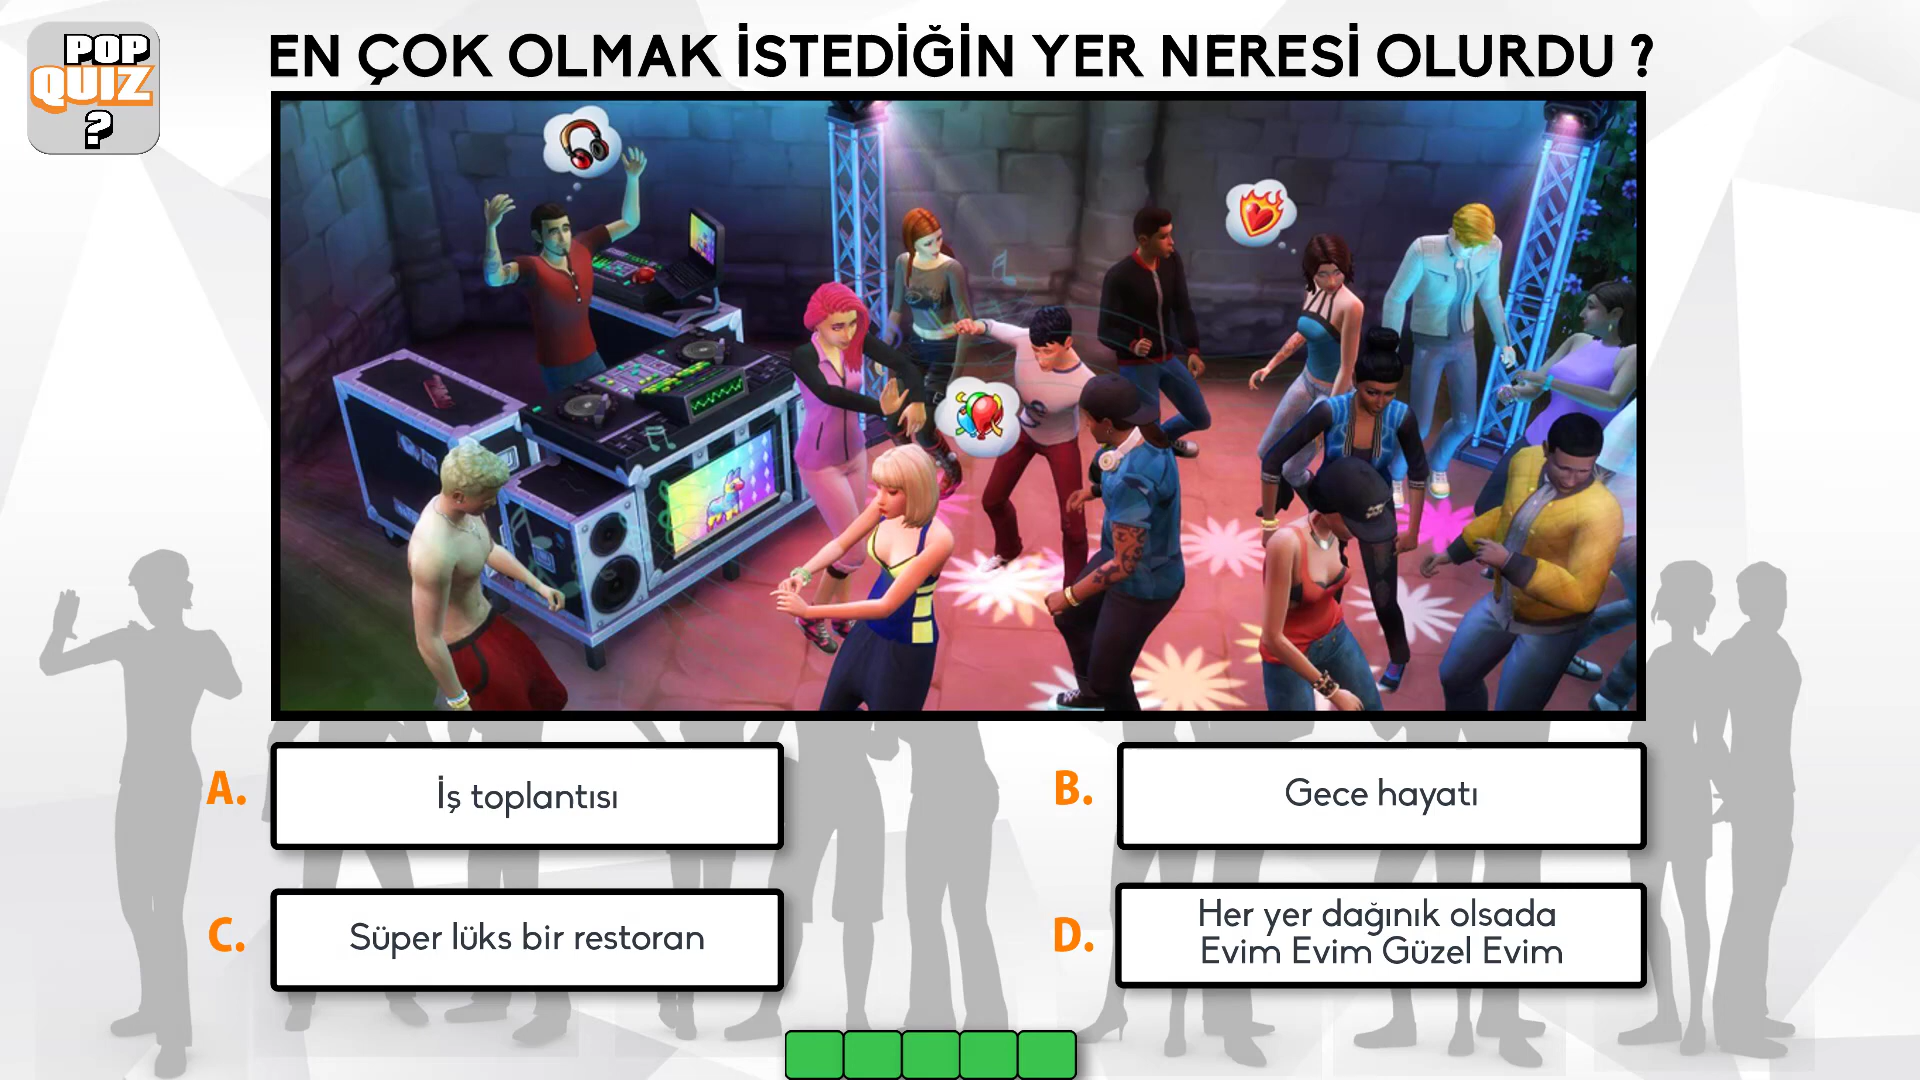 POP
QUIZ
?
EN ÇOK OLMAK İSTEDİĞİN YER NERESİ OLURDU ?
A.
İş toplantısı
B.
Gece hayatı
C.
Süper lüks bir restoran
D.
Her yer dağınık olsada
Evim Evim Güzel Evim